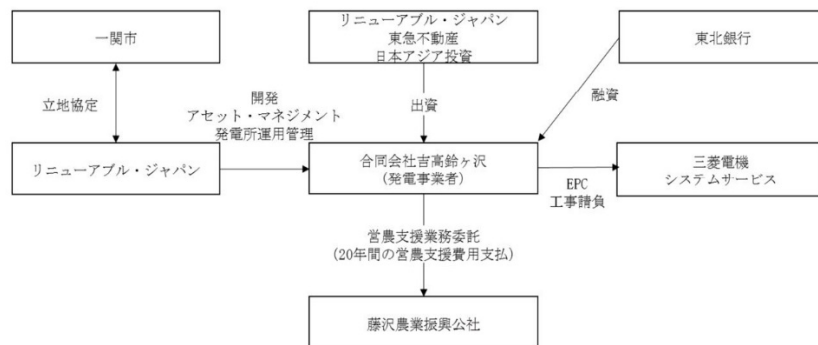 一関市
リニューアブル・ジャパン
東急不動産
日本アジア投資
東北銀行
立地協定
開発
アセット・マネジメント
発電所運用管理
出資
融資
リニューアブル・ジャパン
合同会社吉高鈴ヶ沢
(発電事業者)
三菱電機
システムサービス
EPC
工事請負
営農支援業務委託
(20年間の営農支援費用支払)
藤沢農業振興公社